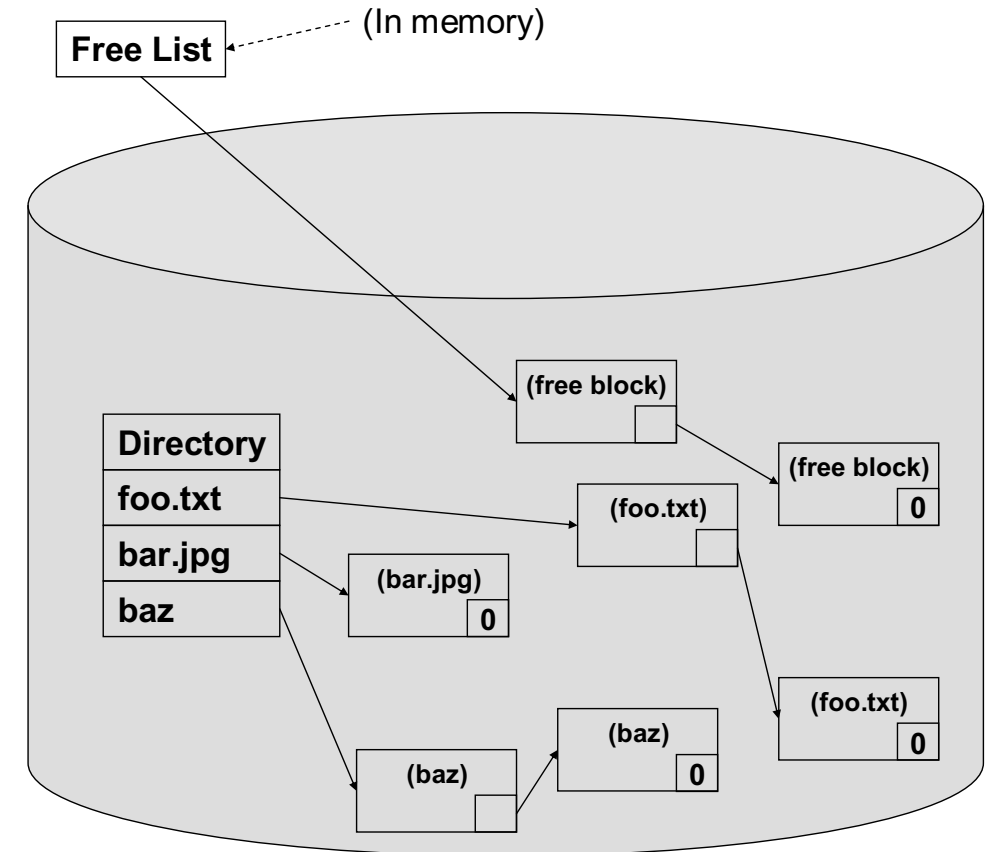 (In memory)
Free List
(free block)
(free block)
0
Directory
foo.txt
bar.jpg
baz
(foo.txt)
(bar.jpg)
0
(foo.txt)
0
(baz)
0
(baz)